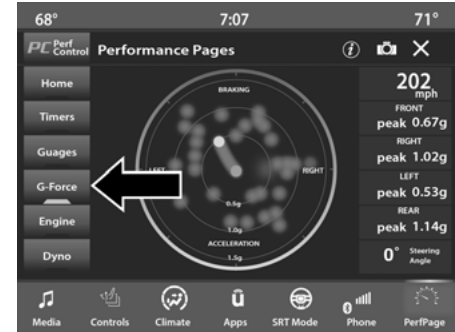 68° 7:07 71°
PC Perf Control Performance Pages i X
Home
Timers
Guages
G-Force
Engine
Dyno
BRAKING
LEFT
RIGHT
0.5g
1.0g
ACCELERATION
1.5g
202 mph
FRONT
peak 0.67g
RIGHT
peak 1.02g
LEFT
peak 0.53g
REAR
peak 1.14g
0° Steering Angle
Media Controls Climate Apps SRT Mode Phone PerfPage
ū 0